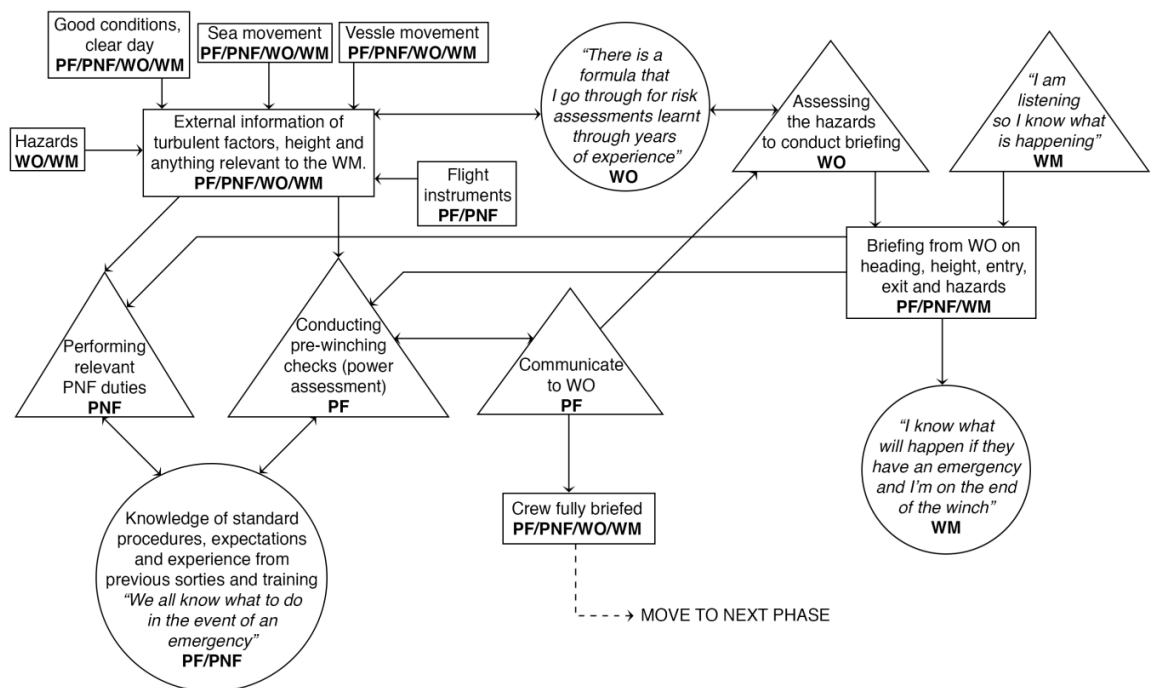 Good conditions,
clear day
PF/PNF/WO/WM
Sea movement
PF/PNF/WO/WM
Vessle movement
PF/PNF/WO/WM
“There is a
formula that
I go through for risk
assessments learnt
through years
of experience”
WO
Assessing
the hazards
to conduct briefing
WO
“I am
listening
so I know what
is happening”
WM
Hazards
WO/WM
External information of
turbulent factors, height and
anything relevant to the WM.
PF/PNF/WO/WM
Flight
instruments
PF/PNF
Briefing from WO on
heading, height, entry,
exit and hazards
PF/PNF/WM
Performing
relevant
PNF duties
PNF
Conducting
pre-winching
checks (power
assessment)
PF
Communicate
to WO
PF
“I know what
will happen if they
have an emergency
and I’m on the end
of the winch”
WM
Knowledge of standard
procedures, expectations
and experience from
previous sorties and training
“We all know what to do
in the event of an
emergency”
PF/PNF
Crew fully briefed
PF/PNF/WO/WM
MOVE TO NEXT PHASE